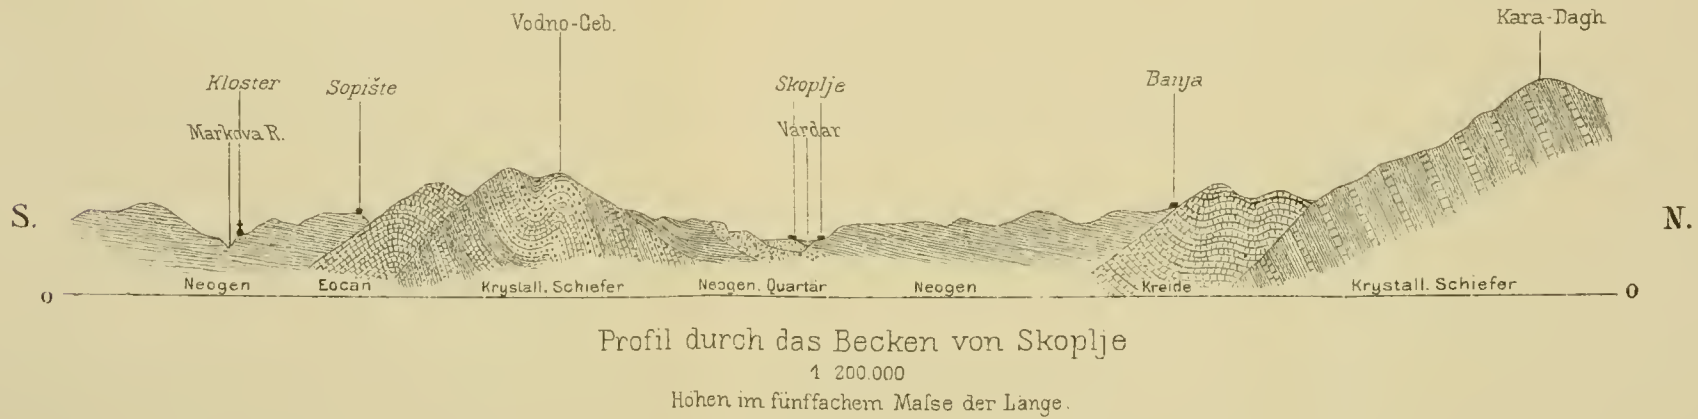 Vodno-Geb.
Kara-Dagh
Kloster
Sopište
Skoplje
Banja
Markova R.
Vardar
S.
N.
Neogen
Eocän
Krystall. Schiefer
Neogen. Quartär
Neogen
Kreide
Krystall. Schiefer
0
0
Profil durch das Becken von Skoplje
1 200.000
Höhen im fünffachem Maſse der Länge.